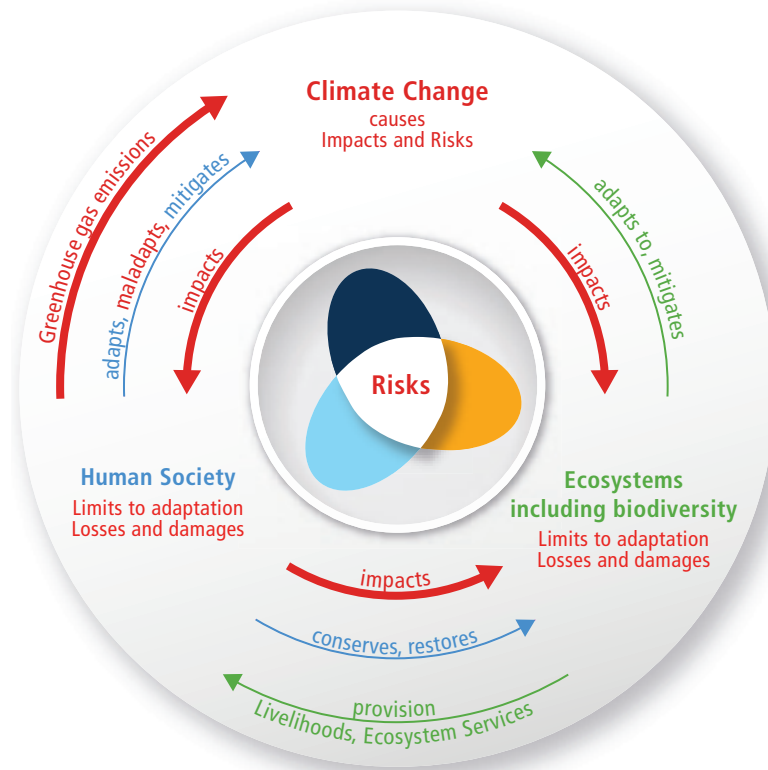 Climate Change
causes
Impacts and Risks
Greenhouse gas emissions
adapts, maladapts, mitigates
impacts
impacts
adapts to, mitigates
Risks
Human Society
Limits to adaptation
Losses and damages
Ecosystems
including biodiversity
Limits to adaptation
Losses and damages
impacts
conserves, restores
provision
Livelihoods, Ecosystem Services